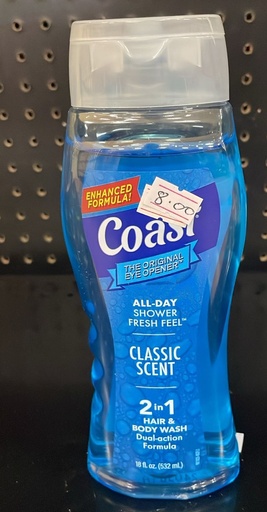 ENHANCED
FORMULA!
8.00
Coast
THE ORIGINAL
EYE OPENER
ALL-DAY
SHOWER
FRESH FEEL™
CLASSIC
SCENT
2 in 1
HAIR &
BODY WASH
Dual-action
Formula
18 fl. oz. (532 mL)